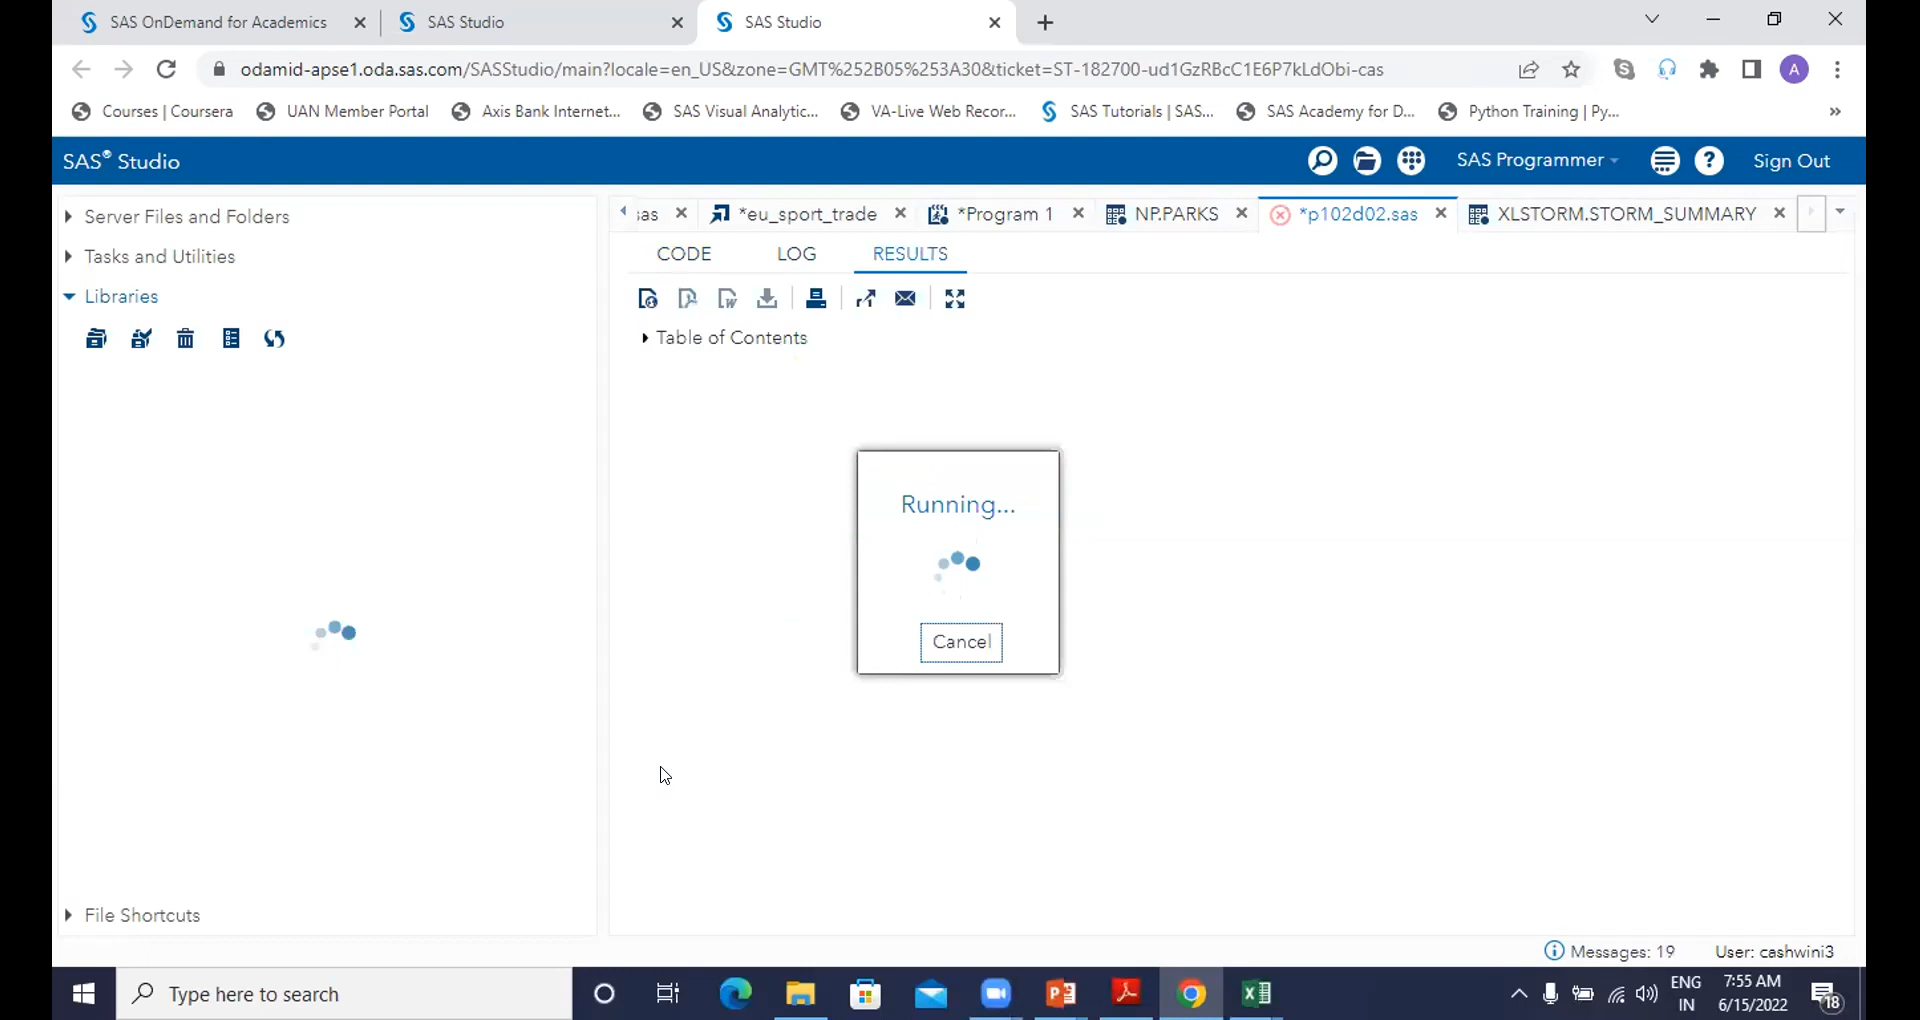 SAS OnDemand for Academics
SAS Studio
SAS Studio
odamid-apse1.oda.sas.com/SASStudio/main?locale=en_US&zone=GMT%252B05%253A30&ticket=ST-182700-ud1GzRBcC1E6P7kLdObi-cas
A
Courses | Coursera
UAN Member Portal
Axis Bank Internet...
SAS Visual Analytic...
VA-Live Web Recor...
SAS Tutorials | SAS...
SAS Academy for D...
Python Training | Py...
»
SAS® Studio
SAS Programmer
Sign Out
Server Files and Folders
Tasks and Utilities
Libraries
File Shortcuts
sas
*eu_sport_trade
*Program 1
NP.PARKS
*p102d02.sas
XLSTORM.STORM_SUMMARY
CODE
LOG
RESULTS
Table of Contents
Running...
Cancel
Messages: 19
User: cashwini3
Type here to search
ENG
IN
7:55 AM
6/15/2022
18